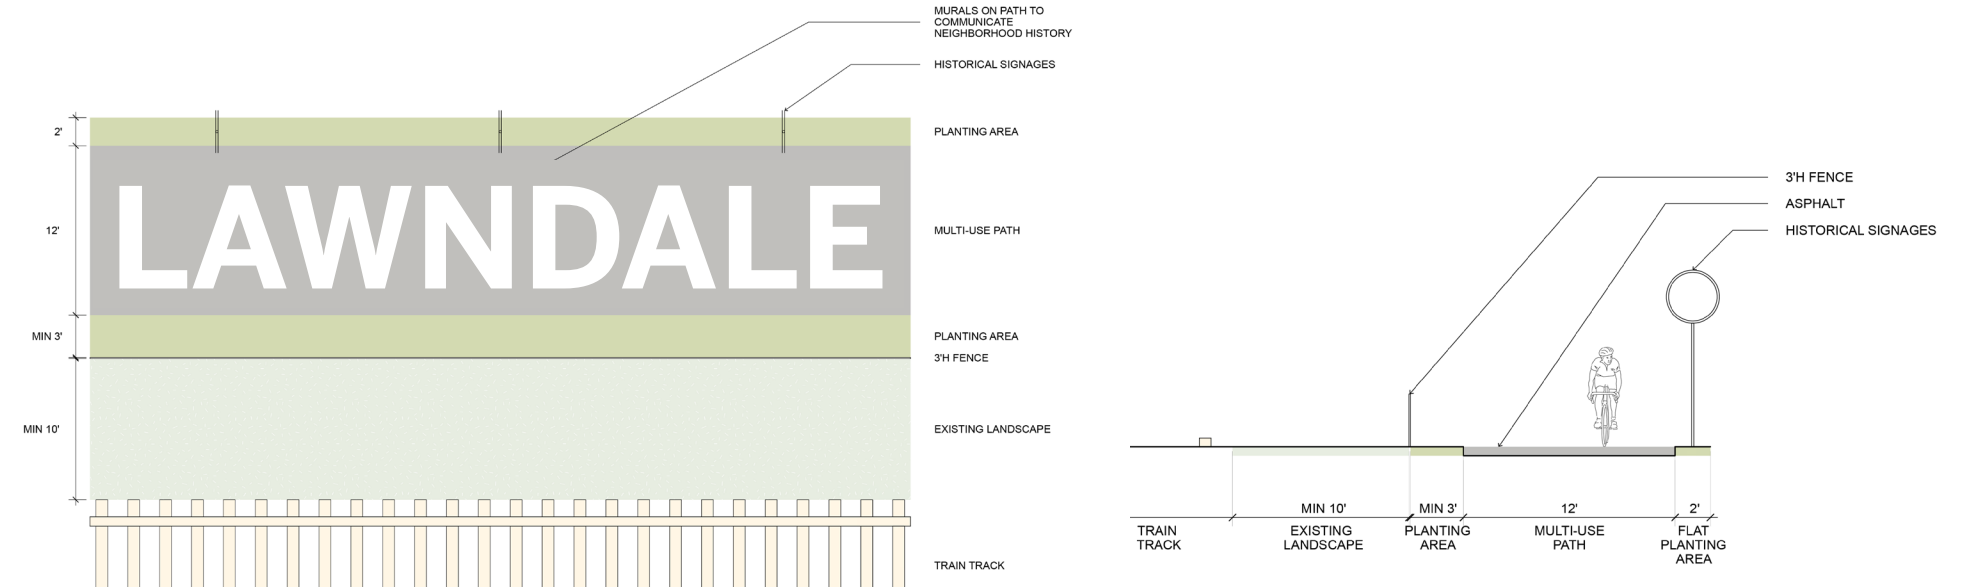 MURALS ON PATH TO
COMMUNICATE
NEIGHBORHOOD HISTORY
HISTORICAL SIGNAGES
2'
PLANTING AREA
12'
LAWNDALE
MULTI-USE PATH
MIN 3'
PLANTING AREA
3'H FENCE
MIN 10'
EXISTING LANDSCAPE
TRAIN TRACK
3'H FENCE
ASPHALT
HISTORICAL SIGNAGES
MIN 10'
MIN 3'
12'
2'
TRAIN
TRACK
EXISTING
LANDSCAPE
PLANTING
AREA
MULTI-USE
PATH
FLAT
PLANTING
AREA